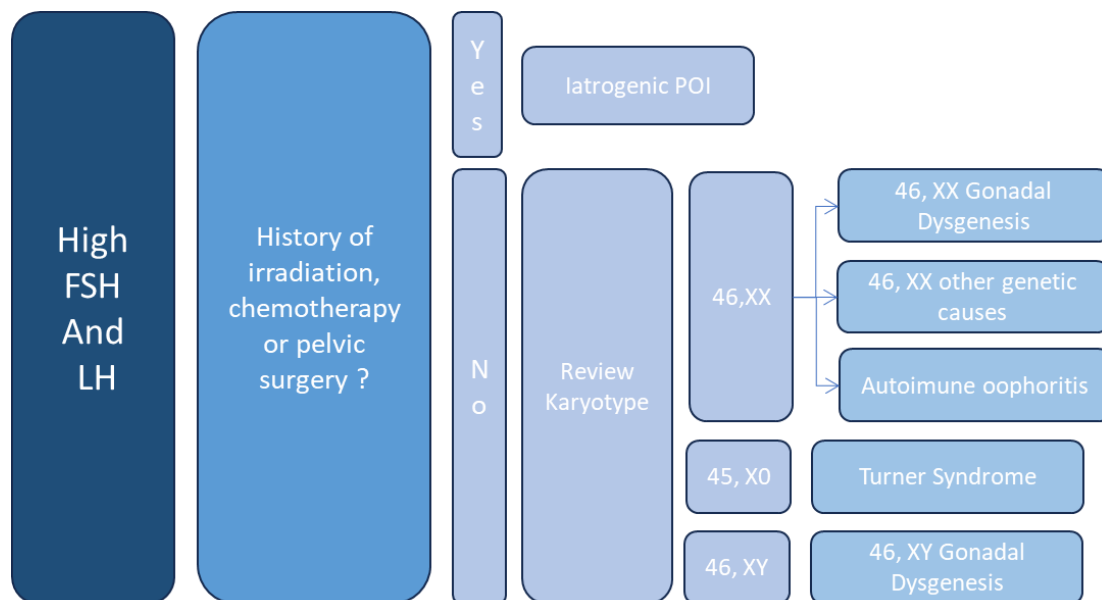 High
FSH
And
LH
History of
irradiation,
chemotherapy
or pelvic
surgery ?
Y
e
s
Iatrogenic POI
N
o
Review
Karyotype
46,XX
46, XX Gonadal
Dysgenesis
46, XX other genetic
causes
Autoimune oophoritis
45, X0
Turner Syndrome
46, XY
46, XY Gonadal
Dysgenesis